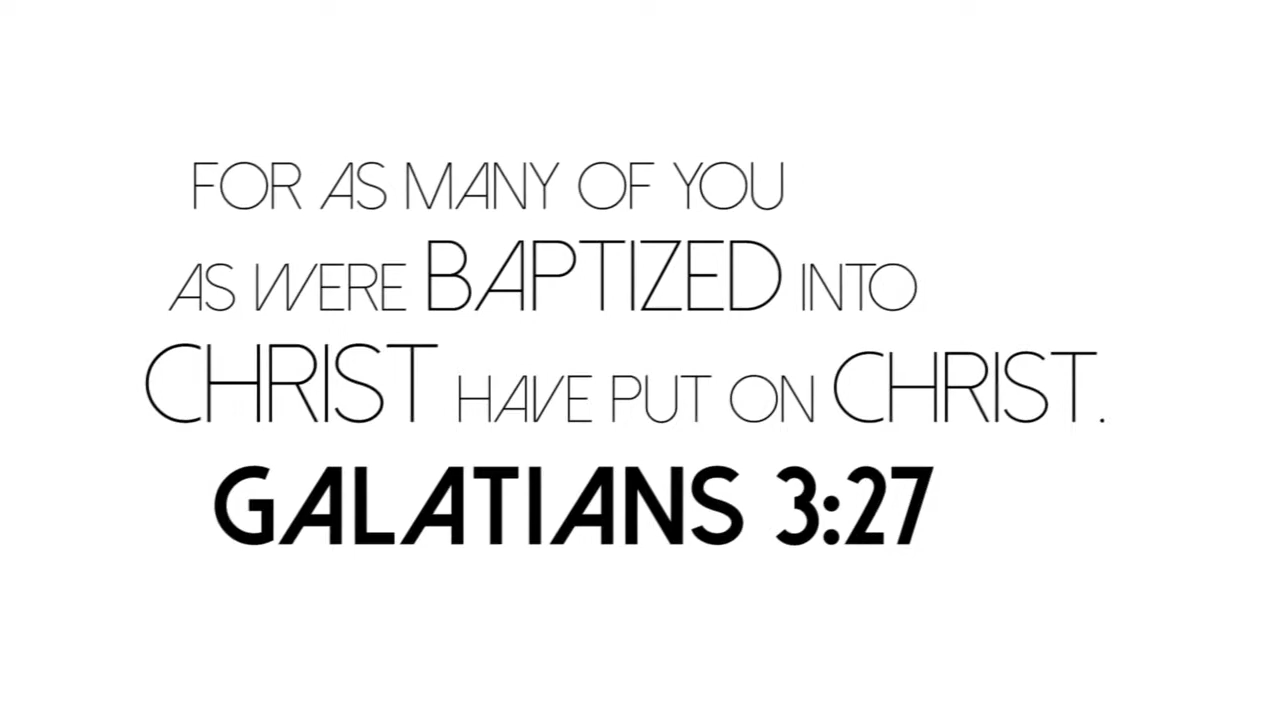 FOR AS MANY OF YOU
AS WERE BAPTIZED INTO
CHRIST HAVE PUT ON CHRIST.
GALATIANS 3:27